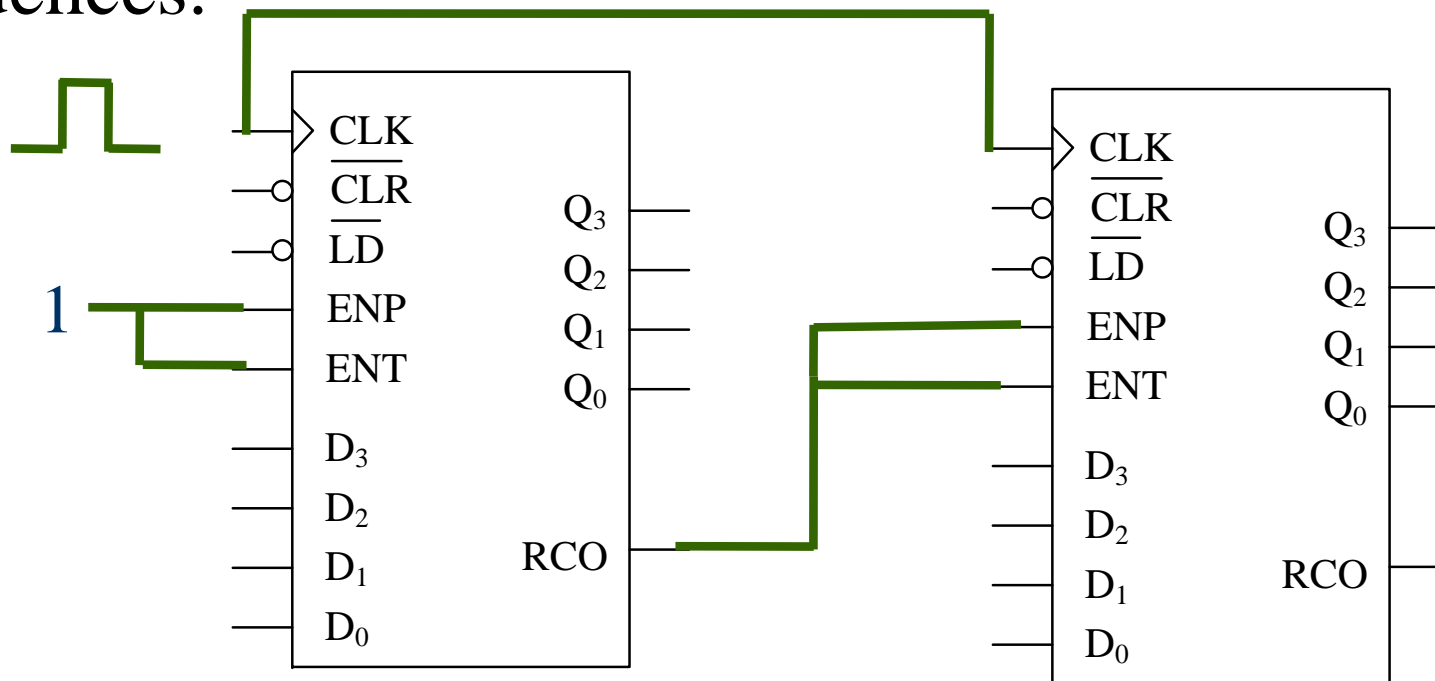 CLK
CLR
LD
ENP
ENT
D₃
D₂
D₁
D₀
Q₃
Q₂
Q₁
Q₀
RCO
1
CLK
CLR
LD
ENP
ENT
D₃
D₂
D₁
D₀
Q₃
Q₂
Q₁
Q₀
RCO